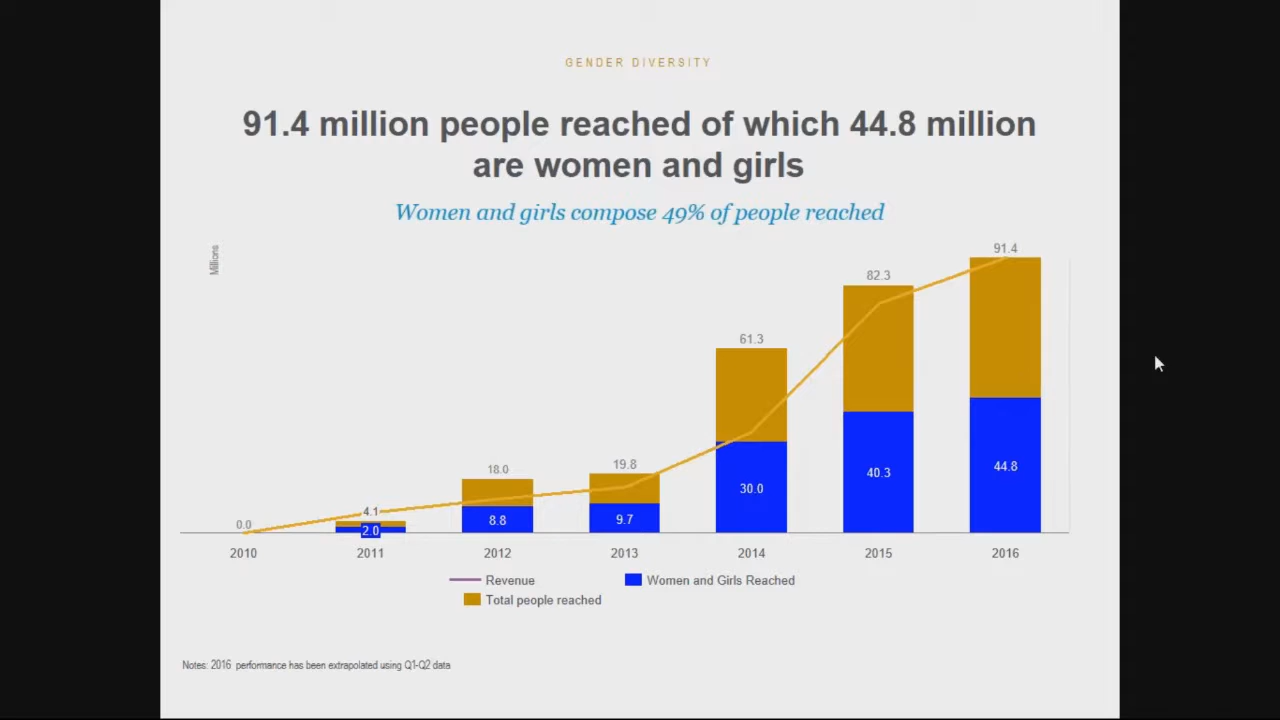 GENDER DIVERSITY
91.4 million people reached of which 44.8 million
are women and girls
Women and girls compose 49% of people reached
Millions
0.0
4.1
2.0
18.0
8.8
19.8
9.7
61.3
30.0
82.3
40.3
91.4
44.8
2010 2011 2012 2013 2014 2015 2016
Revenue Women and Girls Reached
Total people reached
Notes: 2016 performance has been extrapolated using Q1-Q2 data